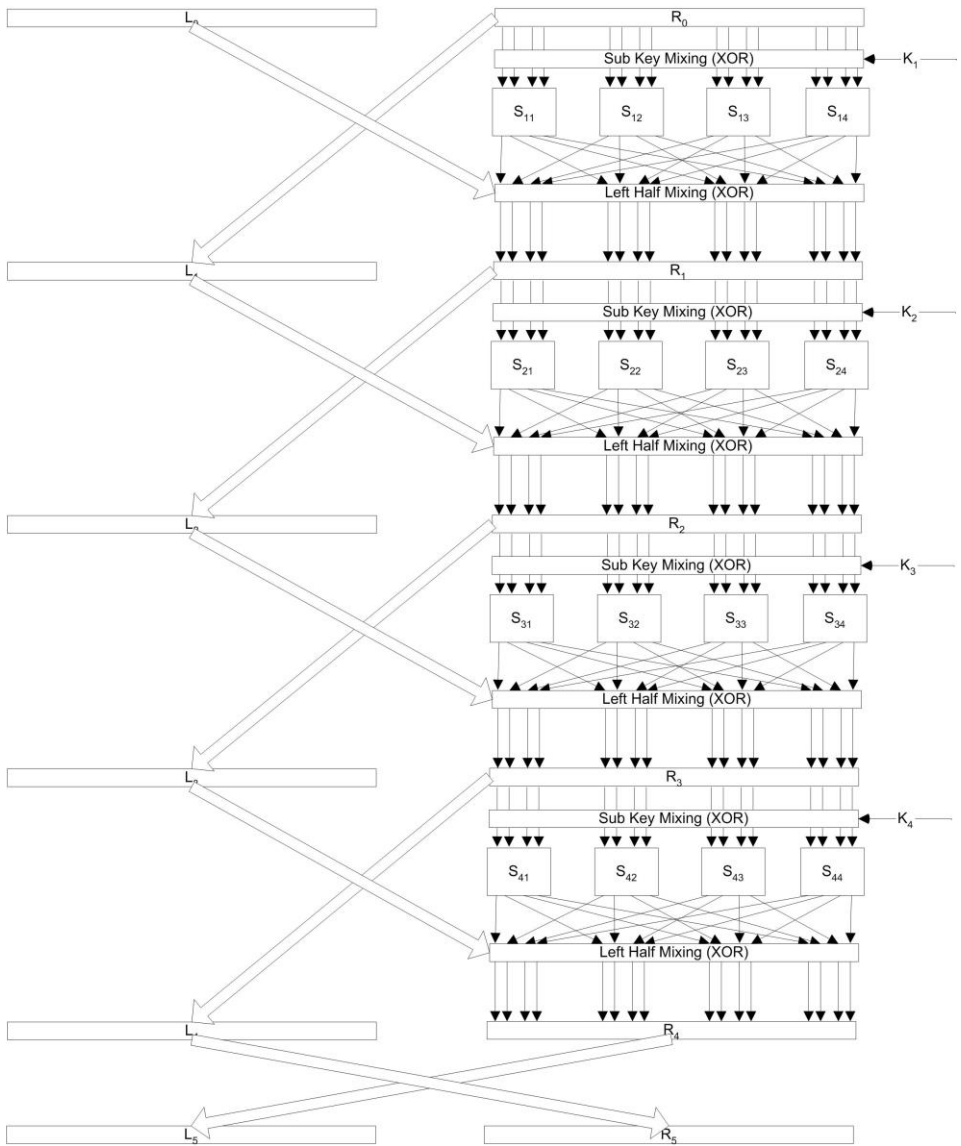 L₀ R₀
Sub Key Mixing (XOR) K₁
S₁₁ S₁₂ S₁₃ S₁₄
Left Half Mixing (XOR)
L₁ R₁
Sub Key Mixing (XOR) K₂
S₂₁ S₂₂ S₂₃ S₂₄
Left Half Mixing (XOR)
L₂ R₂
Sub Key Mixing (XOR) K₃
S₃₁ S₃₂ S₃₃ S₃₄
Left Half Mixing (XOR)
L₃ R₃
Sub Key Mixing (XOR) K₄
S₄₁ S₄₂ S₄₃ S₄₄
Left Half Mixing (XOR)
L₄ R₄
L₅ R₅